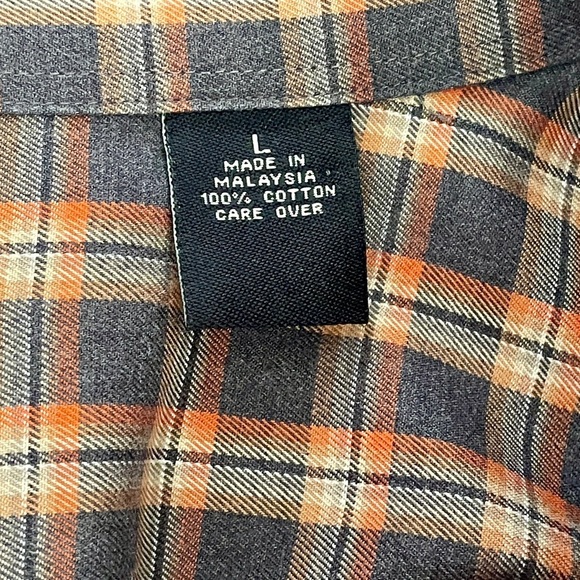 L
MADE IN
MALAYSIA
100% COTTON
CARE OVER